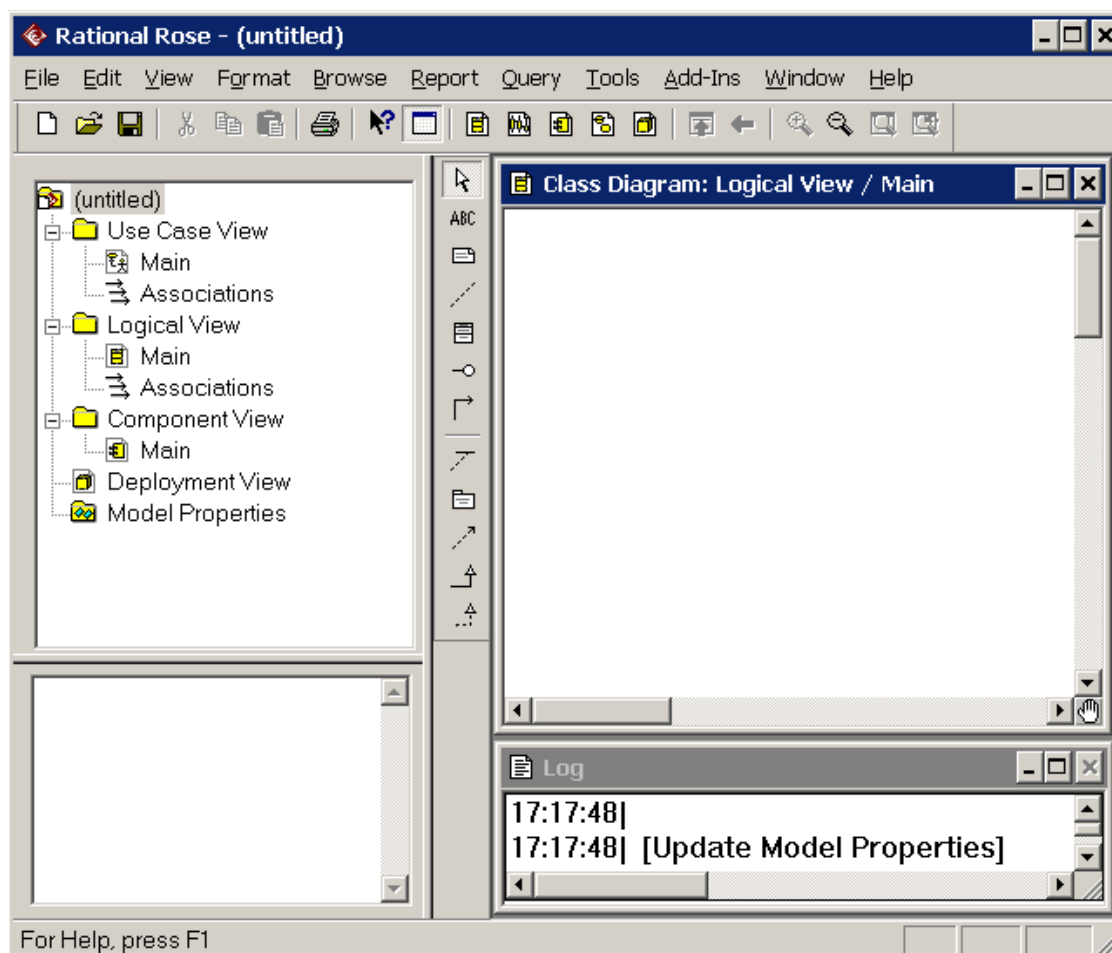 Rational Rose - (untitled)
File Edit View Format Browse Report Query Tools Add-Ins Window Help
(untitled)
Use Case View
Main
Associations
Logical View
Main
Associations
Component View
Main
Deployment View
Model Properties
ABC
Class Diagram: Logical View / Main
Log
17:17:48|
17:17:48| [Update Model Properties]
For Help, press F1